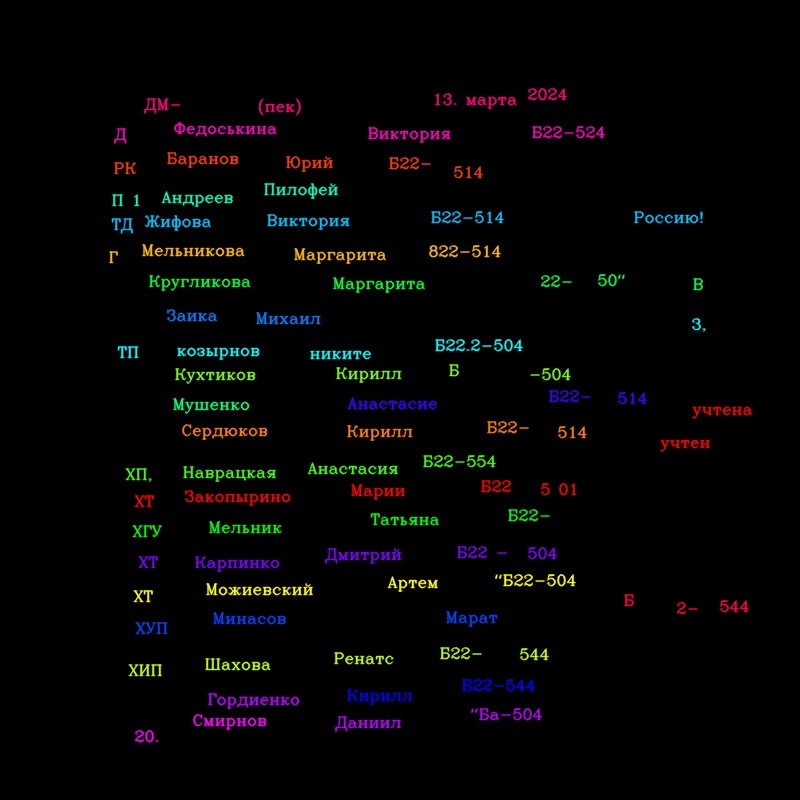 ДМ- (пек) 13. марта 2024
Д Федоськина Виктория Б22-524
РК Баранов Юрий Б22- 514
П 1 Андреев Пилофей
ТД Жифова Виктория Б22-514 Россию!
Г Мельникова Маргарита 822-514
Кругликова Маргарита 22- 50" В
Заика Михаил З,
ТП козырнов никите Б22.2-504
Кухтиков Кирилл Б -504
Мушенко Анастасие Б22- 514 учтена
Сердюков Кирилл Б22- 514 учтен
ХП, Наврацкая Анастасия Б22-554
ХТ Закопырино Марии Б22 5 01
ХГУ Мельник Татьяна Б22-
ХТ Карпинко Дмитрий Б22 - 504
ХТ Можиевский Артем "Б22-504
Б 2- 544
ХУП Минасов Марат
ХИП Шахова Ренатс Б22- 544
Гордиенко Кирилл Б22-544
20. Смирнов Даниил "Ба-504